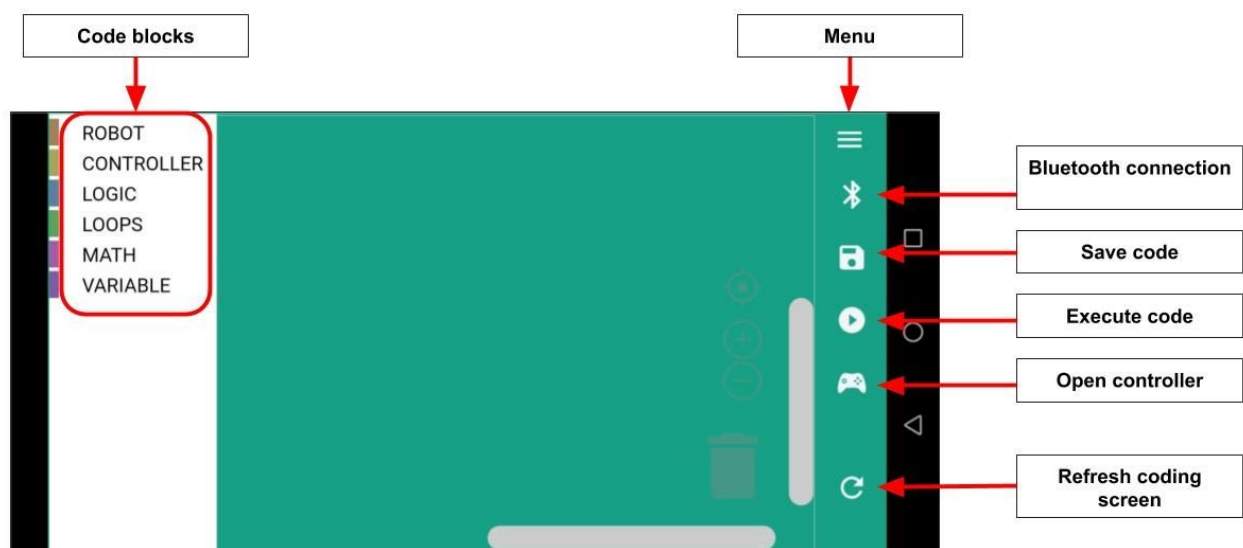 Code blocks
Menu
ROBOT
CONTROLLER
LOGIC
LOOPS
MATH
VARIABLE
Bluetooth connection
Save code
Execute code
Open controller
Refresh coding
screen